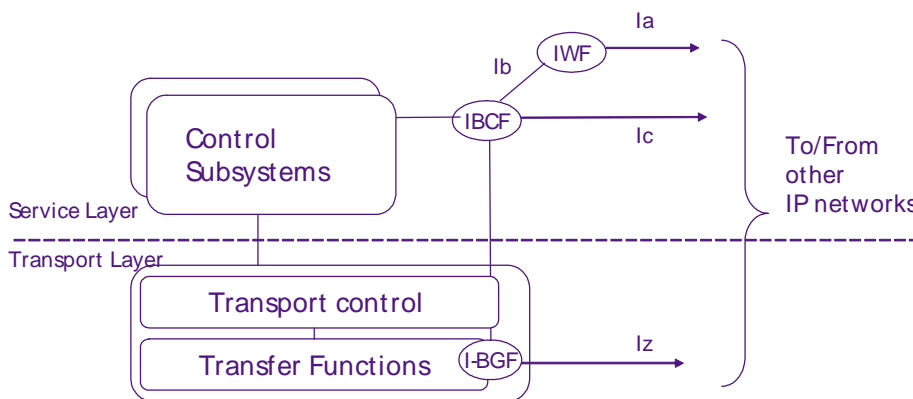 Ia
IWF
Ib
IBCF
Ic
Control
Subsystems
To/From
other
IP networks
Service Layer
Transport Layer
Transport control
Transfer Functions
I-BGF
Iz